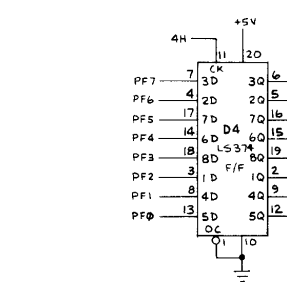 +5V
4H
11 20
CK
PF7 7 3D 3Q 6
PF6 4 2D 2Q 5
PF5 17 7D 7Q 16
PF4 14 6D D4 6Q 15
PF3 18 8D LS374 8Q 19
PF2 3 1D F/F 1Q 2
PF1 8 4D 4Q 9
PFØ 13 5D 5Q 12
OC
1 10